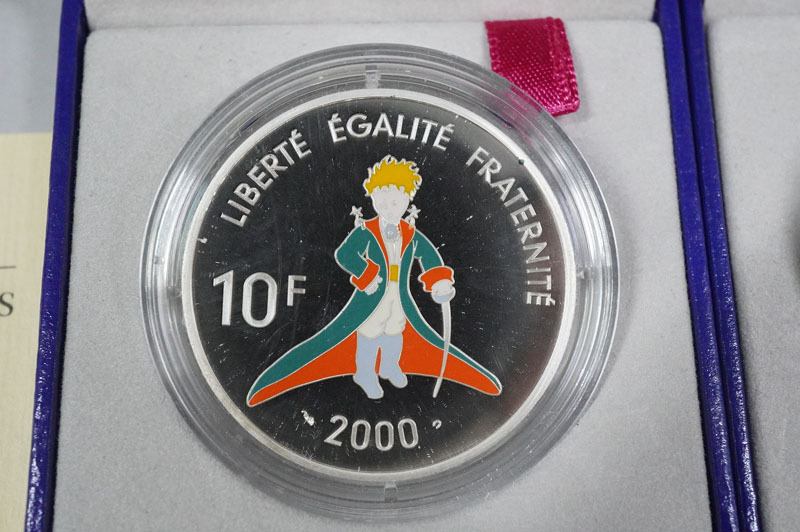 LIBERTÉ ÉGALITÉ FRATERNITÉ
10F
2000
S